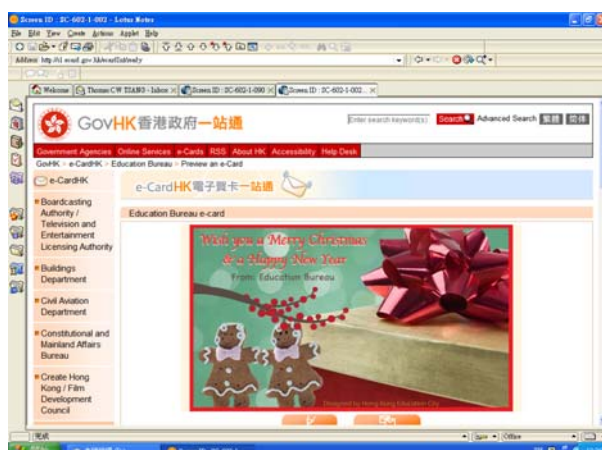 Screen ID : SC-602-1-002 - Lotus Notes
File Edit View Create Actions Applet Help
Address
Welcome
Screen ID : SC-602-1-090
Screen ID : SC-602-1-002...
GovHK香港政府一站通
Enter search keyword(s)
Search
Advanced Search
繁體
简体
Government Agencies Online Services e-Cards RSS About HK Accessibility Help Desk
GovHK > e-CardHK > Education Bureau > Preview an e-Card
e-CardHK
e-CardHK電子賀卡一站通
Boardcasting
Authority /
Television and
Entertainment
Licensing Authority
Buildings
Department
Civil Aviation
Department
Constitutional and
Mainland Affairs
Bureau
Create Hong
Kong / Film
Development
Council
Education Bureau e-card
Wish you a Merry Christmas
& a Happy New Year
From: Education Bureau
Designed by Hong Kong Education City
完成
Office